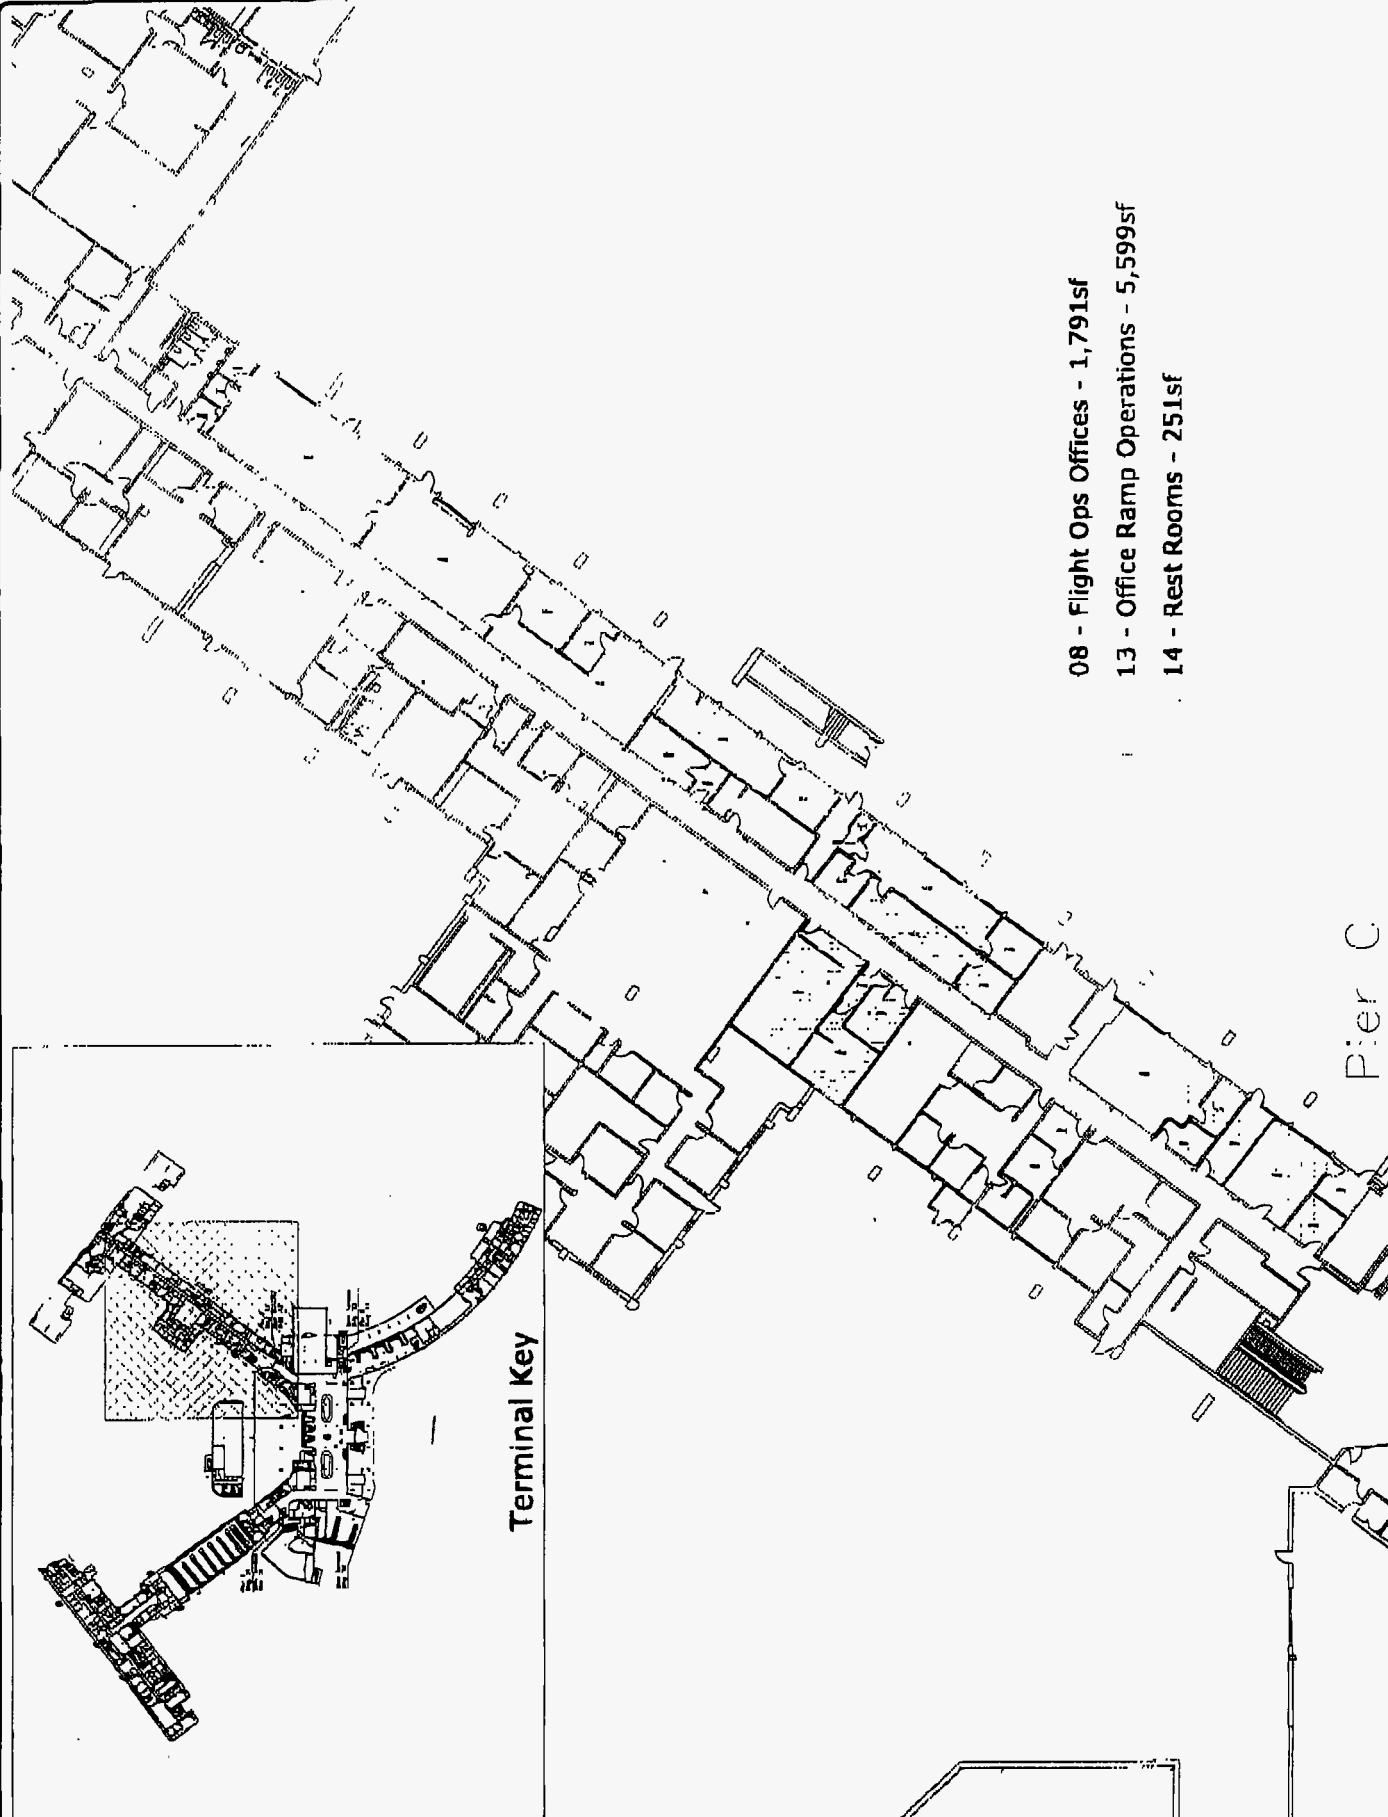 08 - Flight Ops Offices - 1,791sf
13 - Office Ramp Operations - 5,599sf
14 - Rest Rooms - 251sf
Pier C
Terminal Key